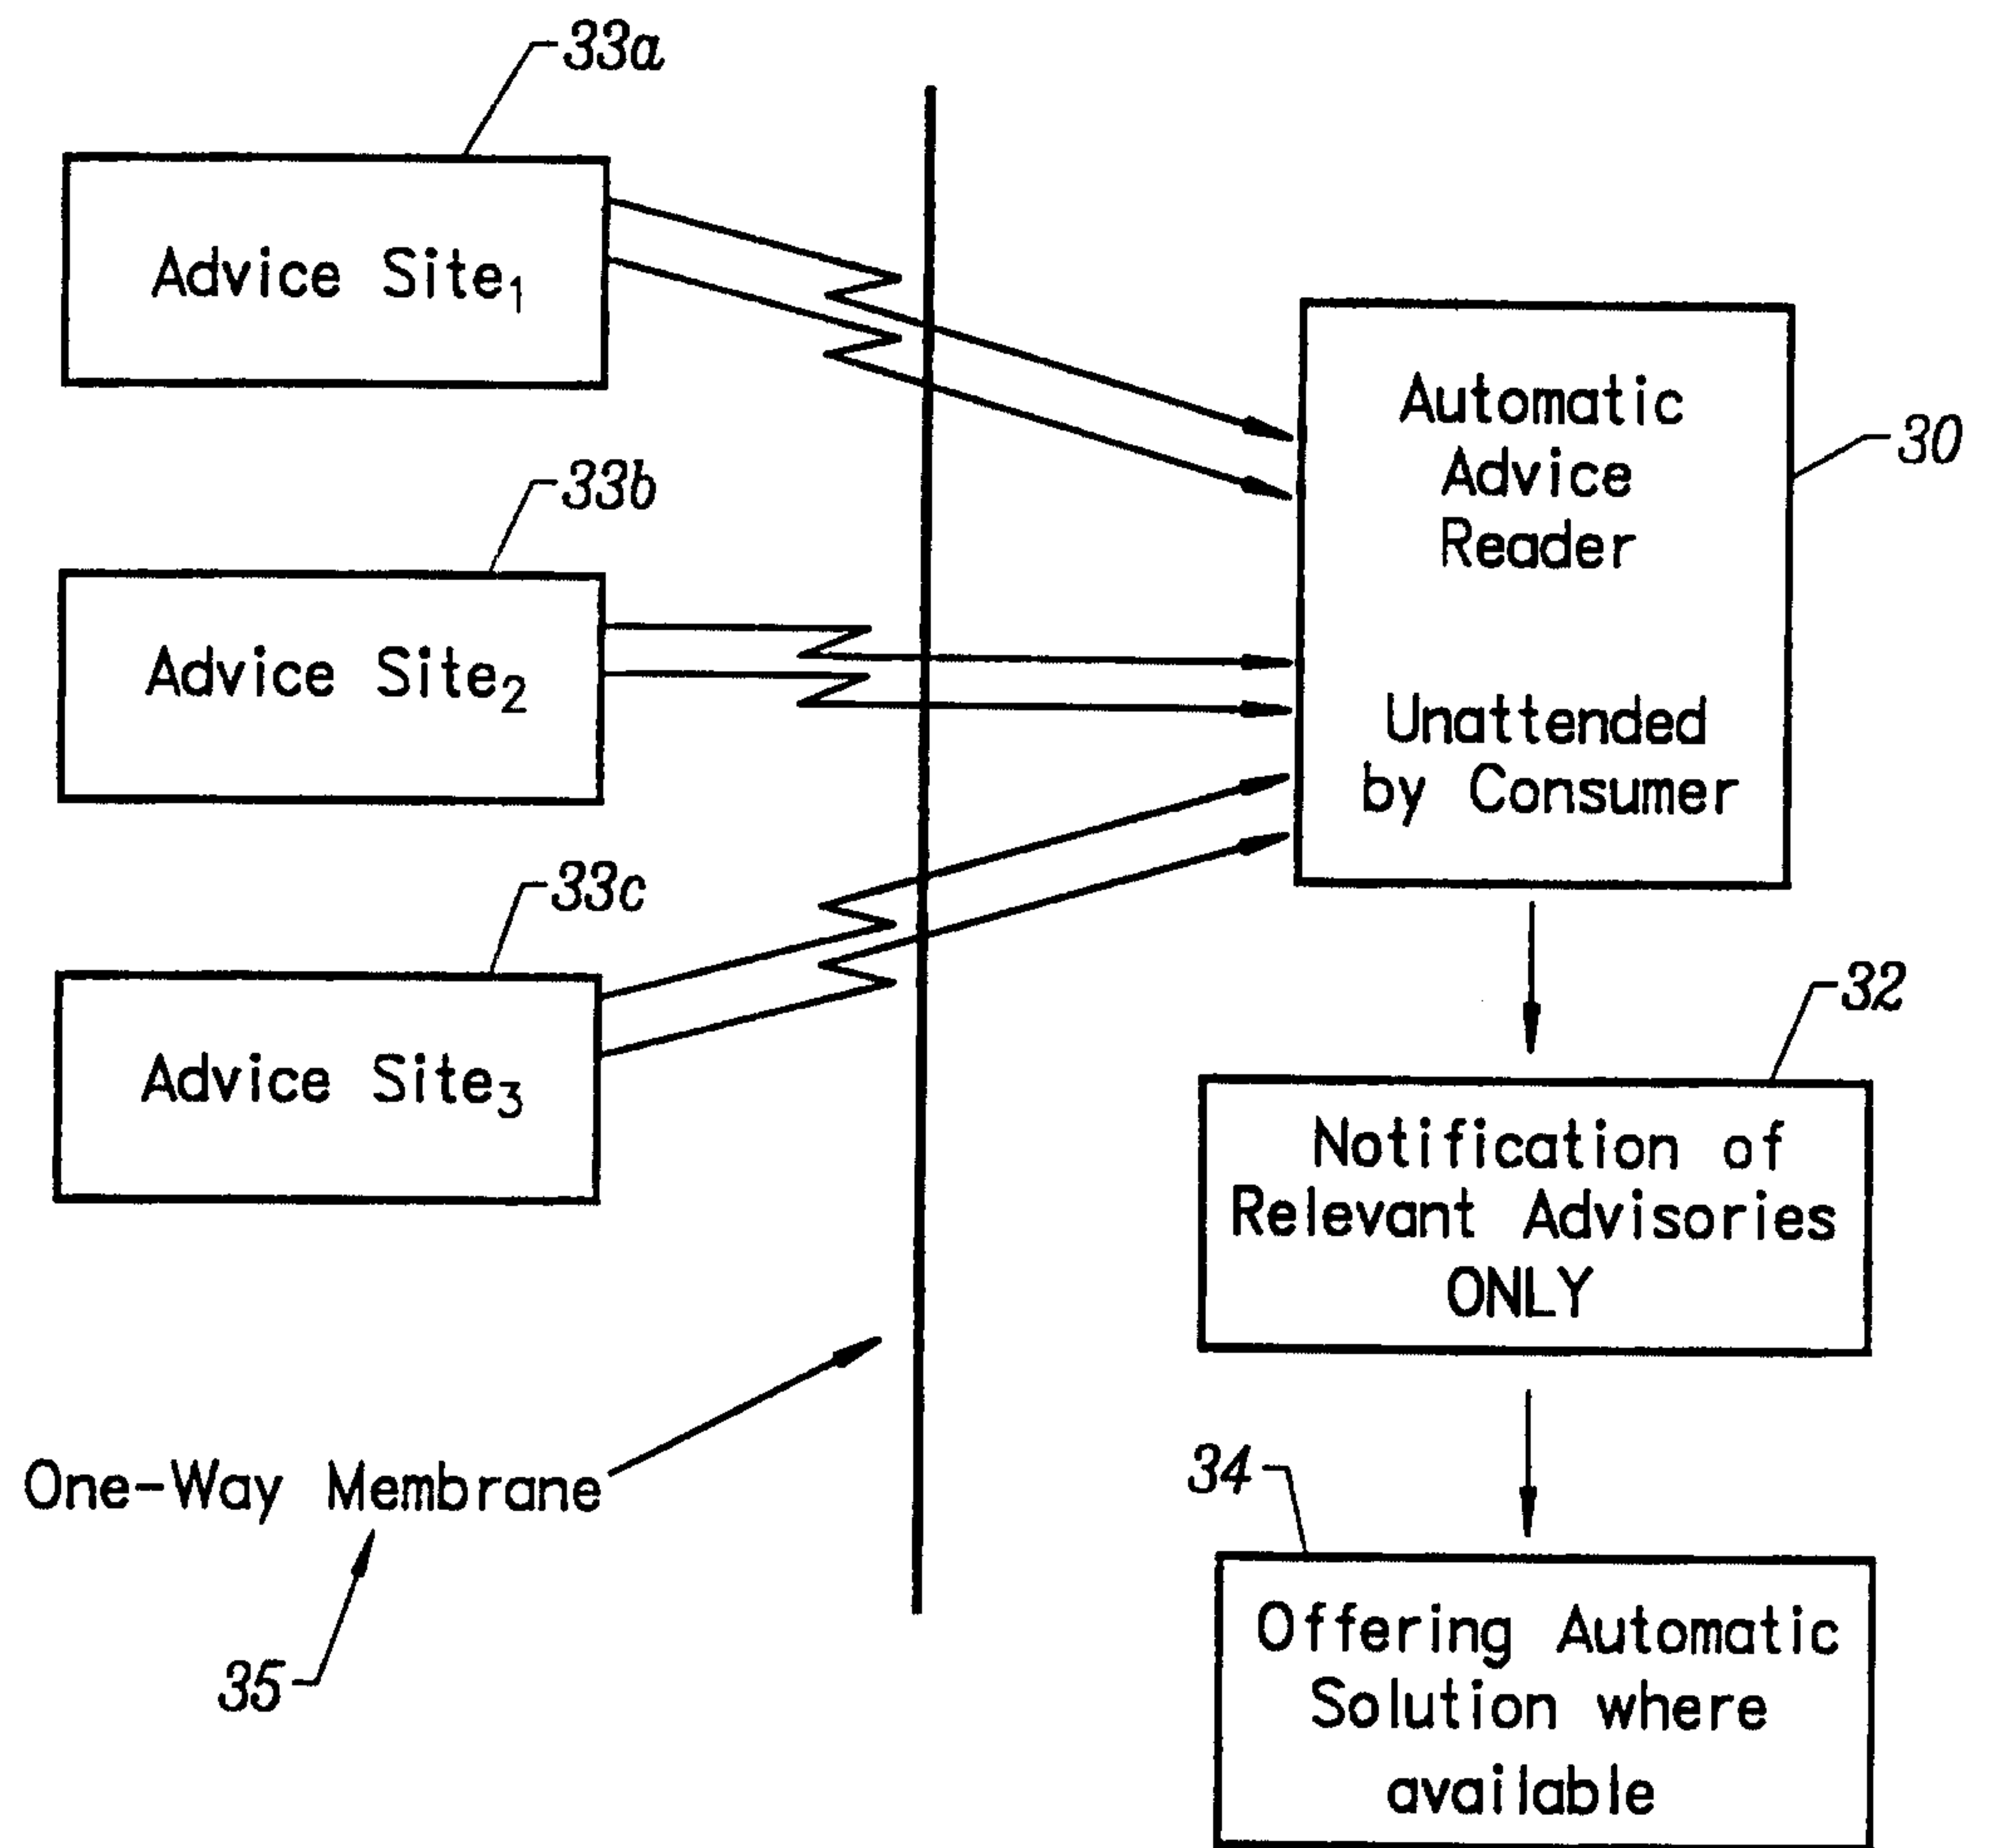 33a
Advice Site1
33b
Advice Site2
33c
Advice Site3
One-Way Membrane
35
Automatic
Advice
Reader
Unattended
by Consumer
30
32
Notification of
Relevant Advisories
ONLY
34
Offering Automatic
Solution where
available